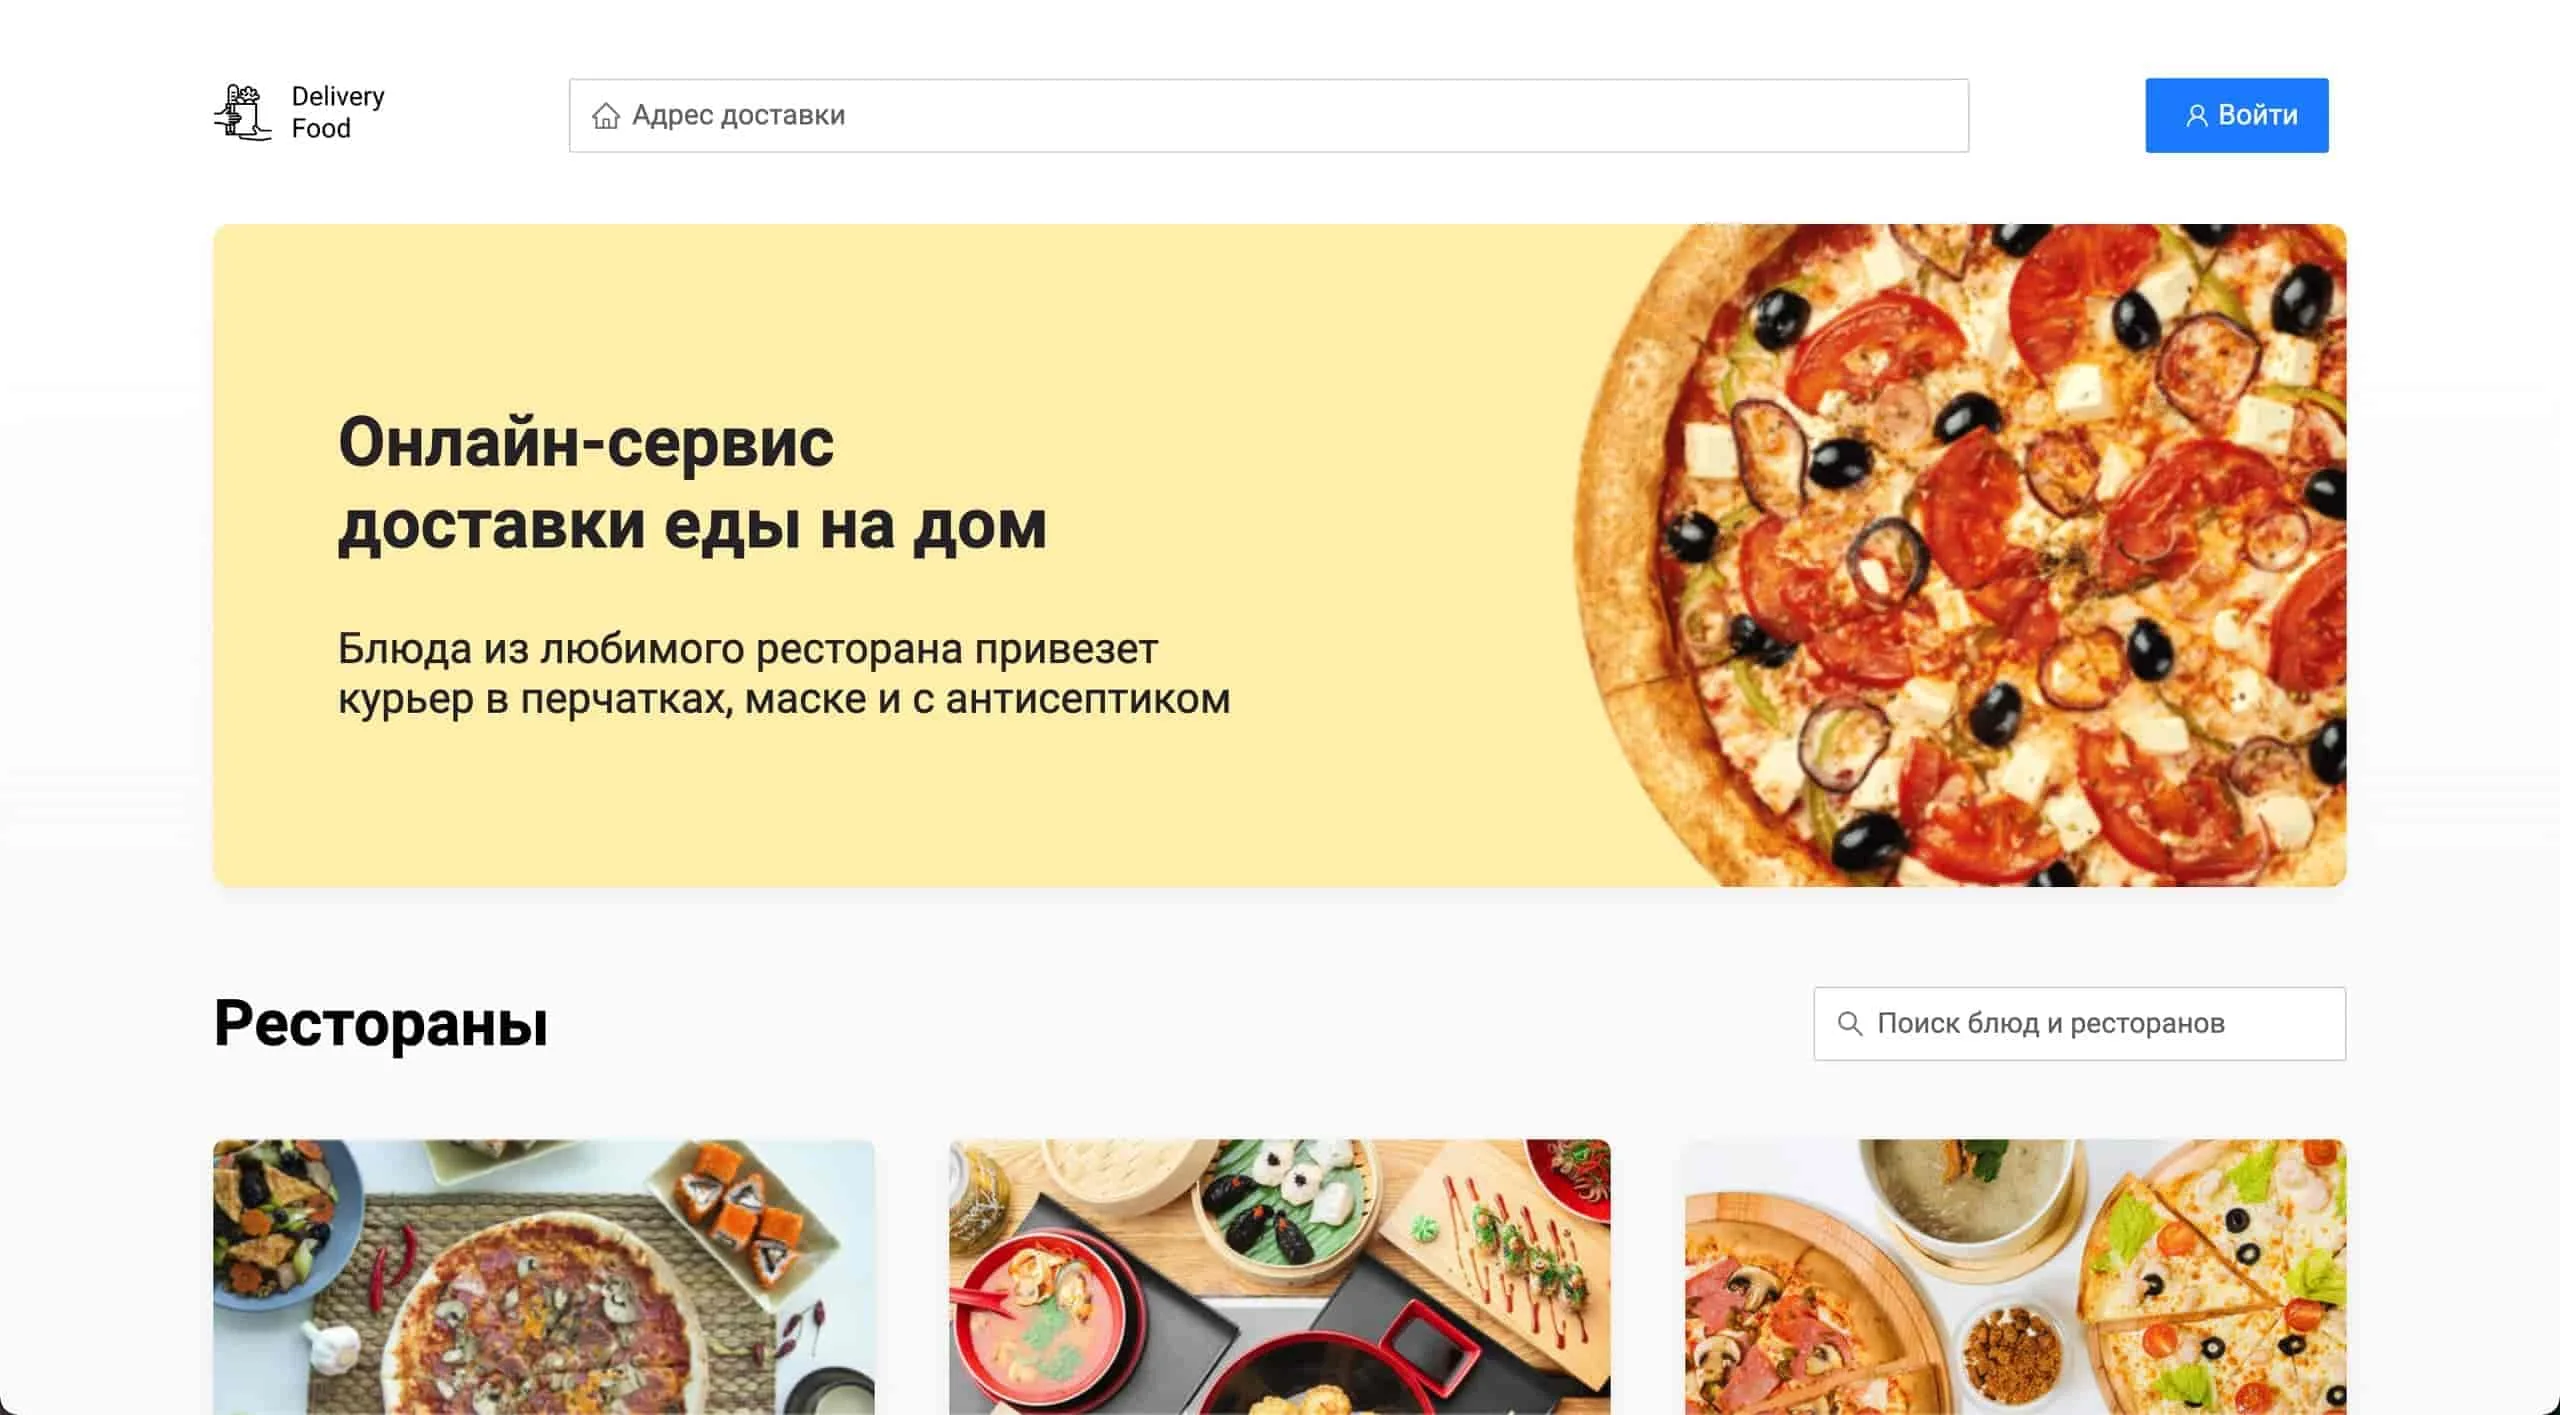 Delivery
Food
Адрес доставки
Войти
Онлайн-сервис
доставки еды на дом
Блюда из любимого ресторана привезет
курьер в перчатках, маске и с антисептиком
Рестораны
Поиск блюд и ресторанов